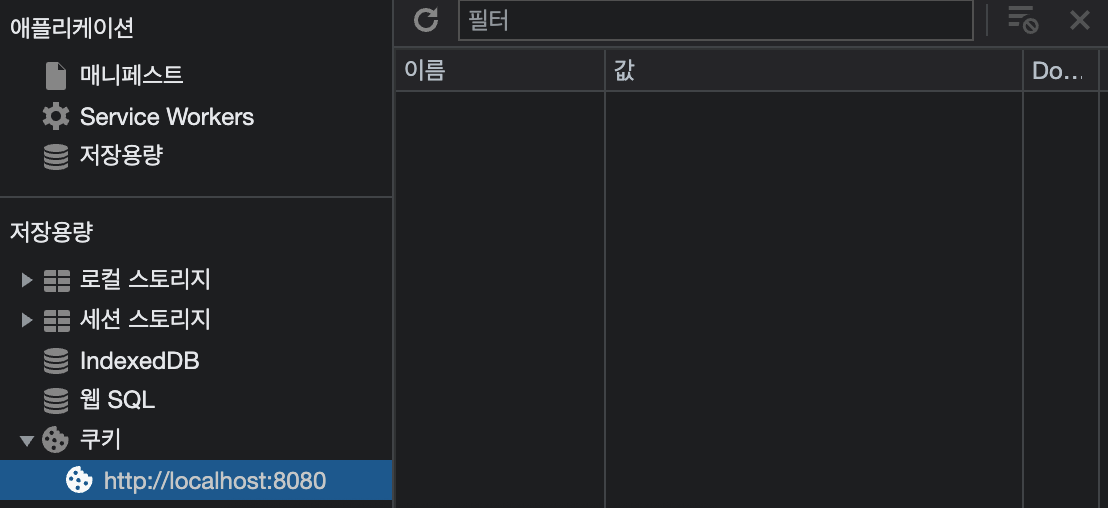 애플리케이션
매니페스트
Service Workers
저장용량
저장용량
로컬 스토리지
세션 스토리지
IndexedDB
웹 SQL
쿠키
http://localhost:8080
필터
이름 값 Do...